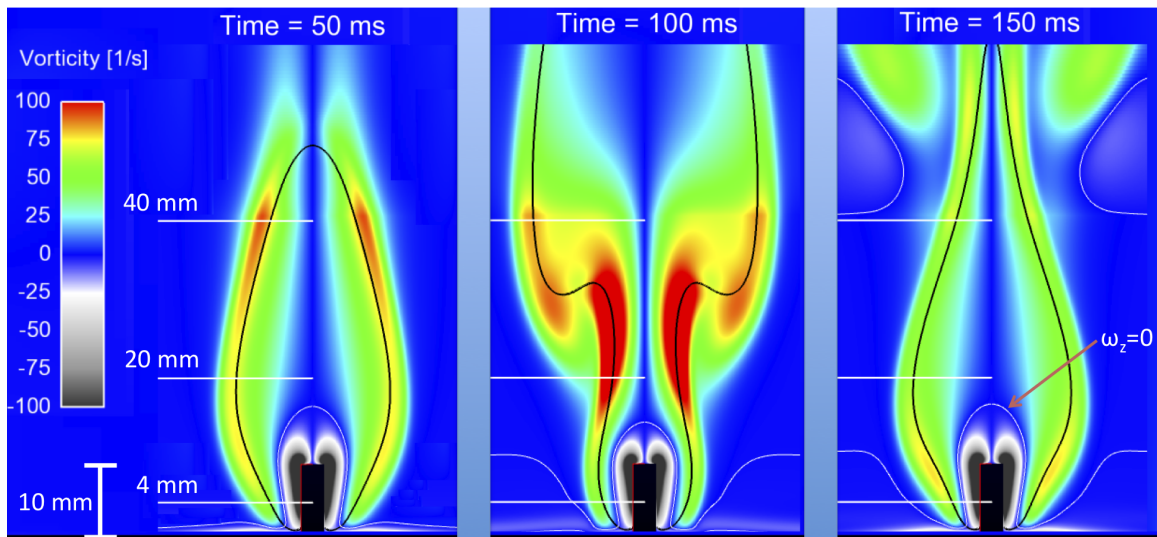 Time = 50 ms
Time = 100 ms
Time = 150 ms
Vorticity [1/s]
100
75
50
25
0
-25
-50
-75
-100
40 mm
20 mm
4 mm
10 mm
ω_z=0